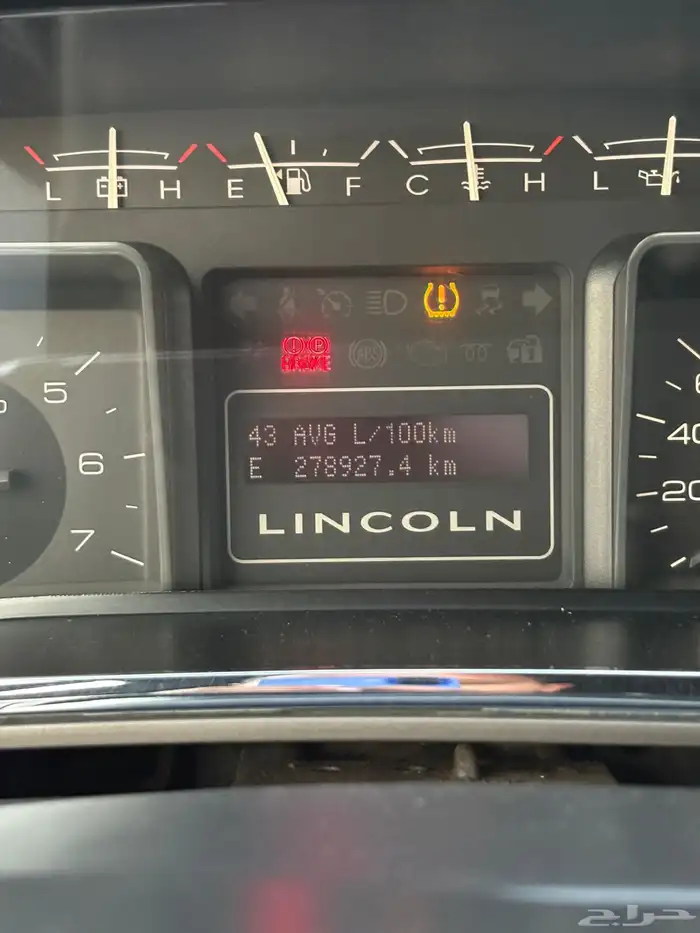 L H E F C H L
BRAKE ABS
5
6
7
40
20
43 AVG L/100km
E 278927.4 km
LINCOLN
حراج